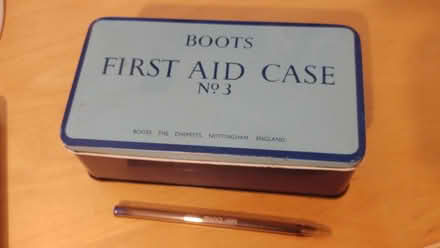 BOOTS
FIRST AID CASE
Nº3
BOOTS THE CHEMISTS, NOTTINGHAM ENGLAND